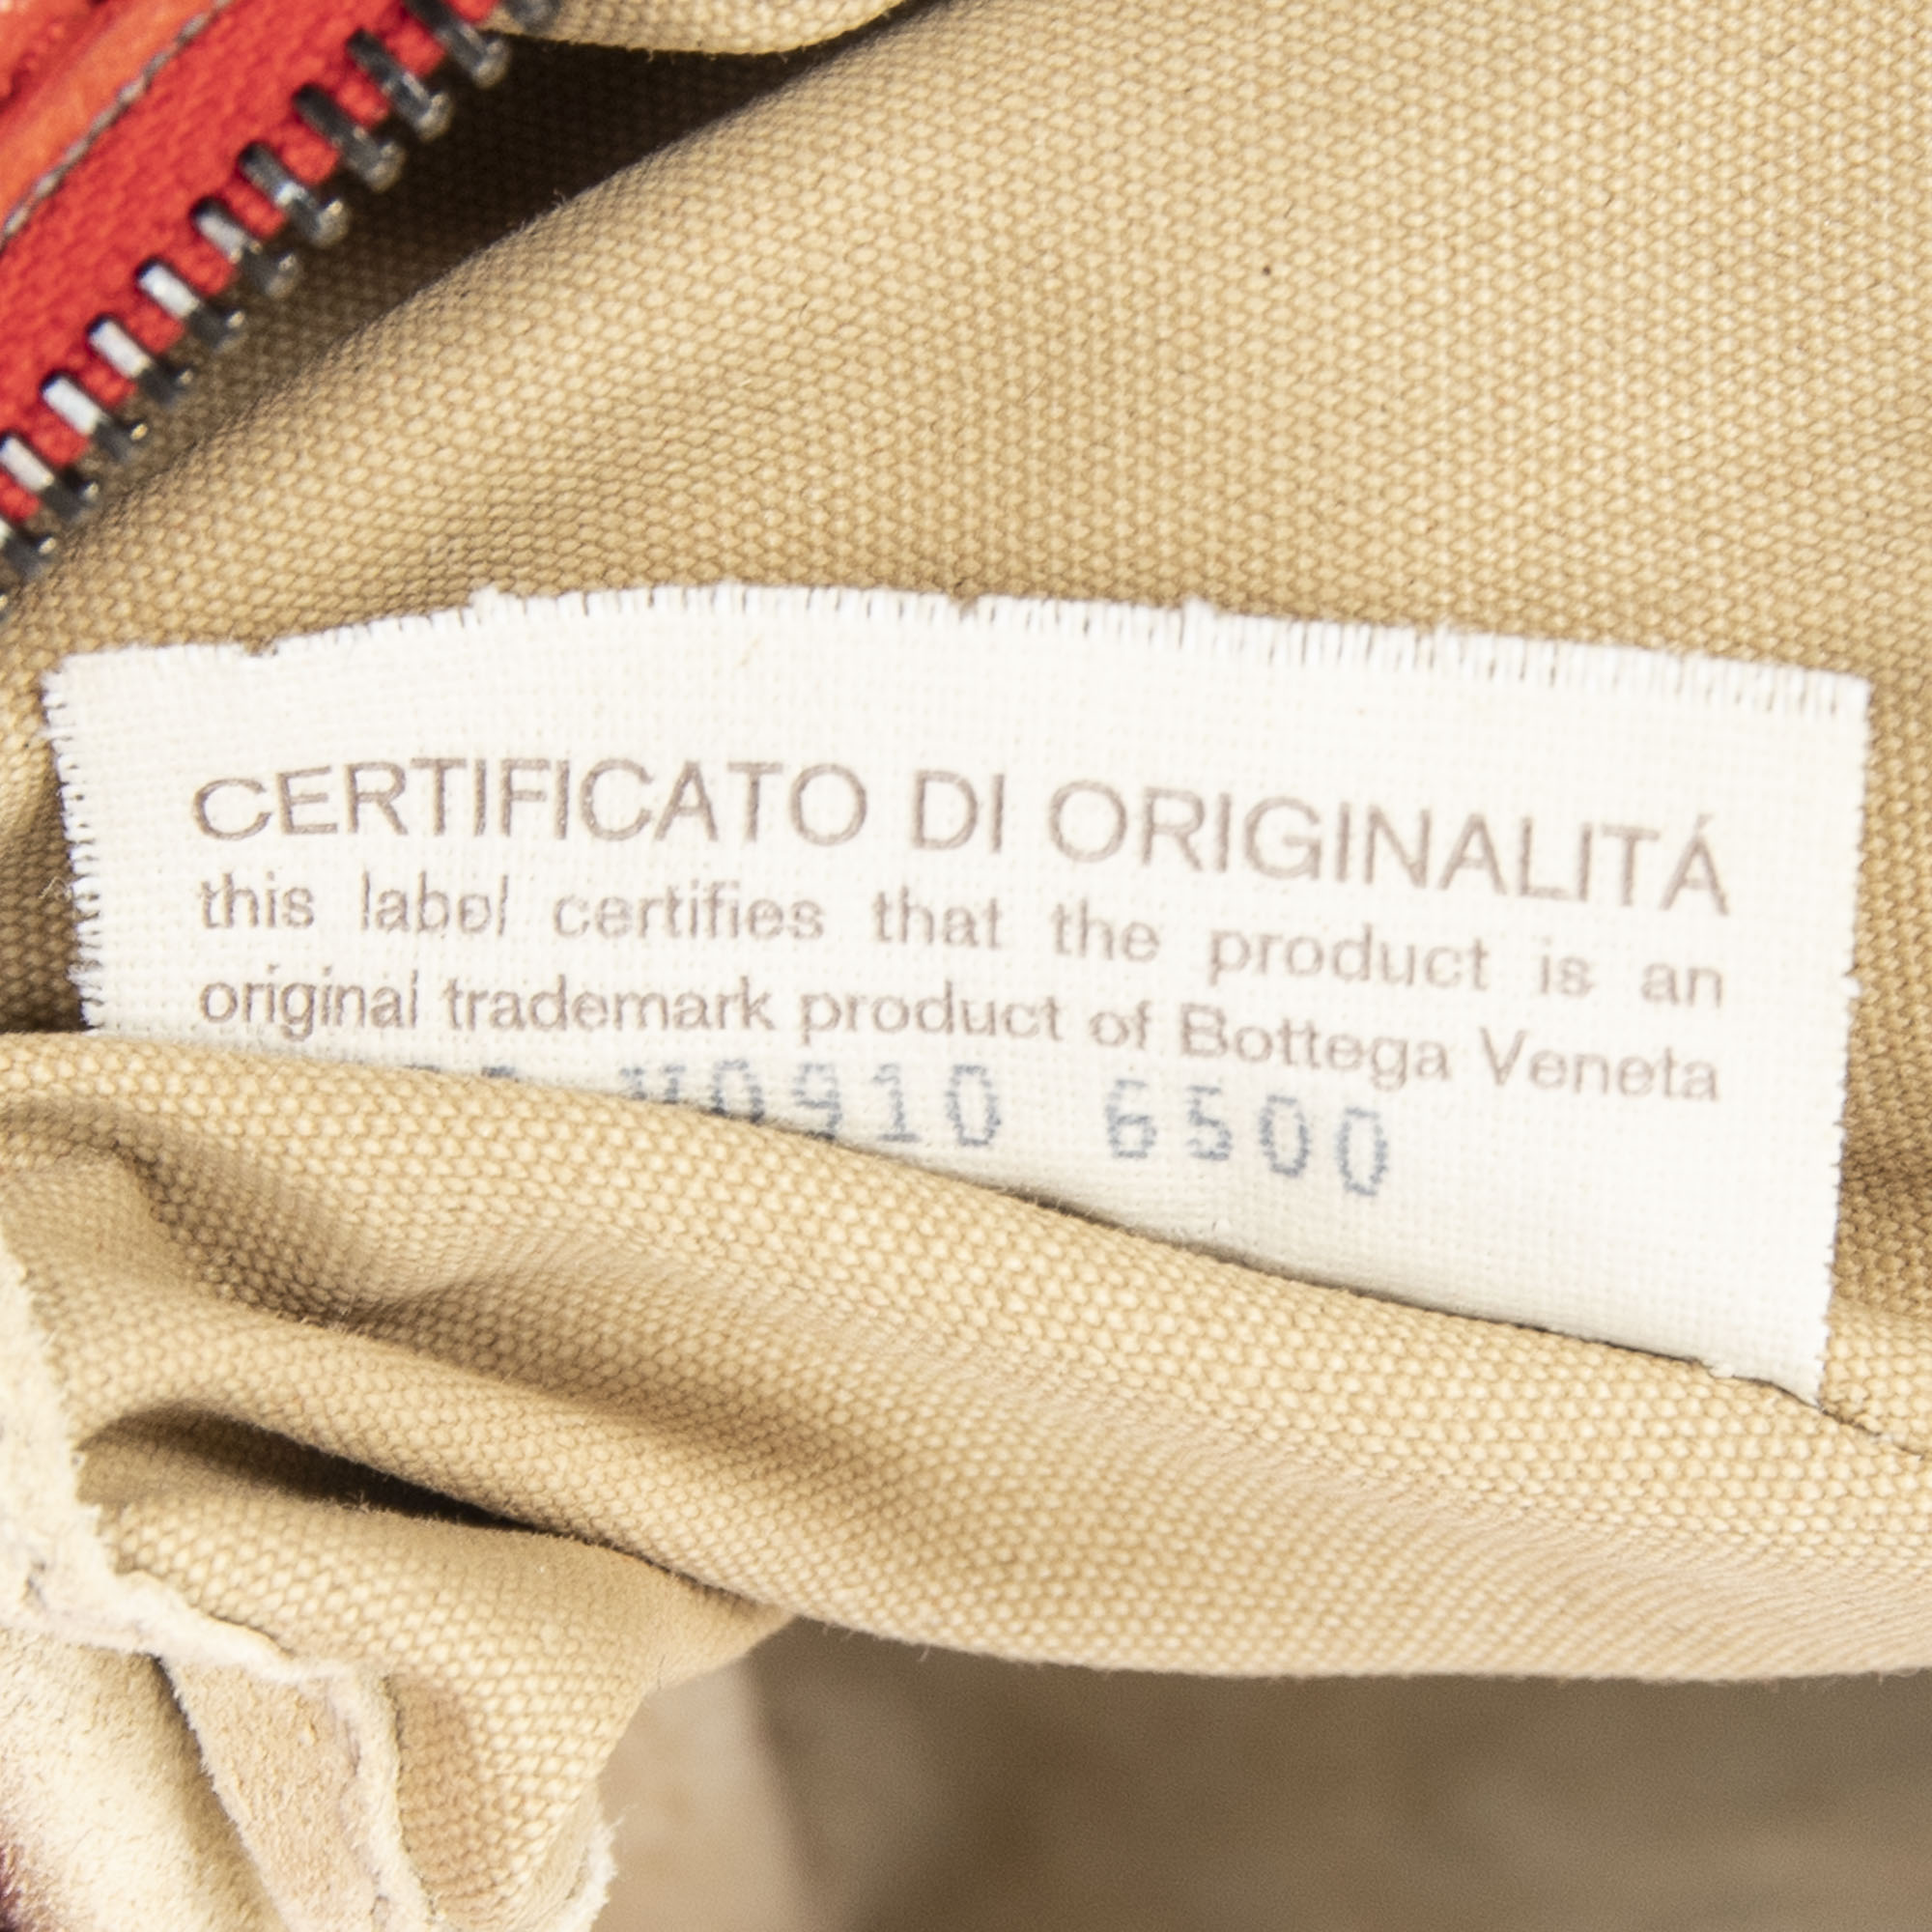 CERTIFICATO DI ORIGINALITÁ
this label certifies that the product is an
original trademark product of Bottega Veneta
6500